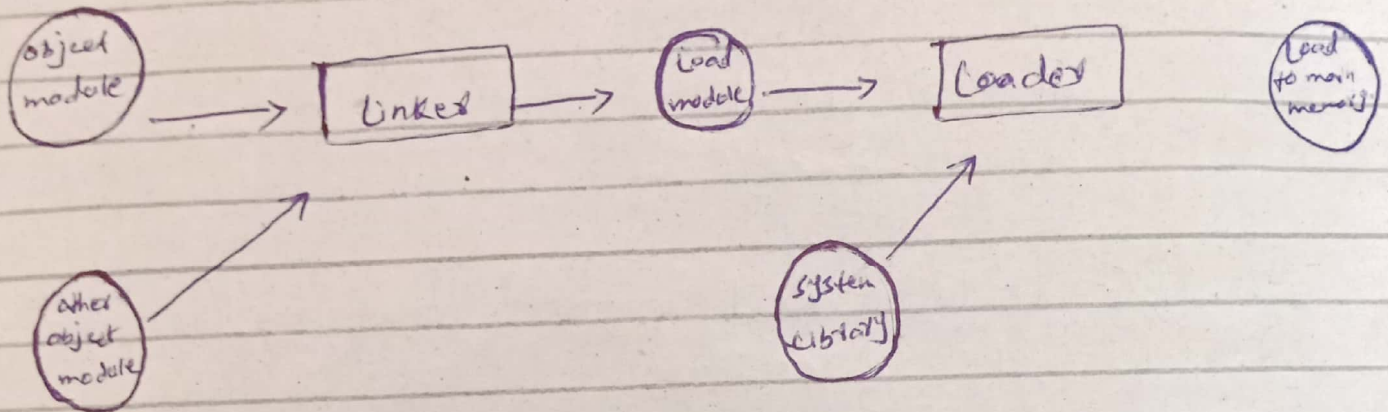 object
module
Linker
Load
module
Loader
Load
to main
memory
other
object
module
system
Library